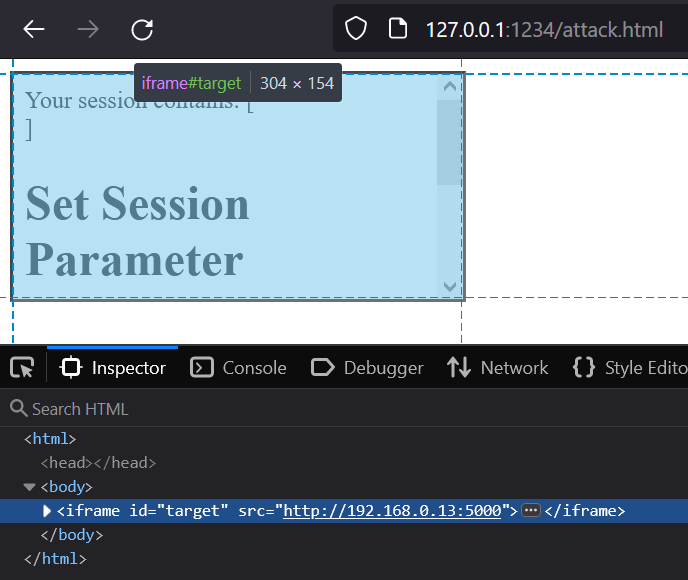 127.0.0.1:1234/attack.html
iframe#target 304 × 154
Your session contains: [
]
Set Session
Parameter
Inspector Console Debugger Network Style Edito
Search HTML
<html>
<head></head>
<body>
<iframe id="target" src="http://192.168.0.13:5000"> ... </iframe>
</body>
</html>